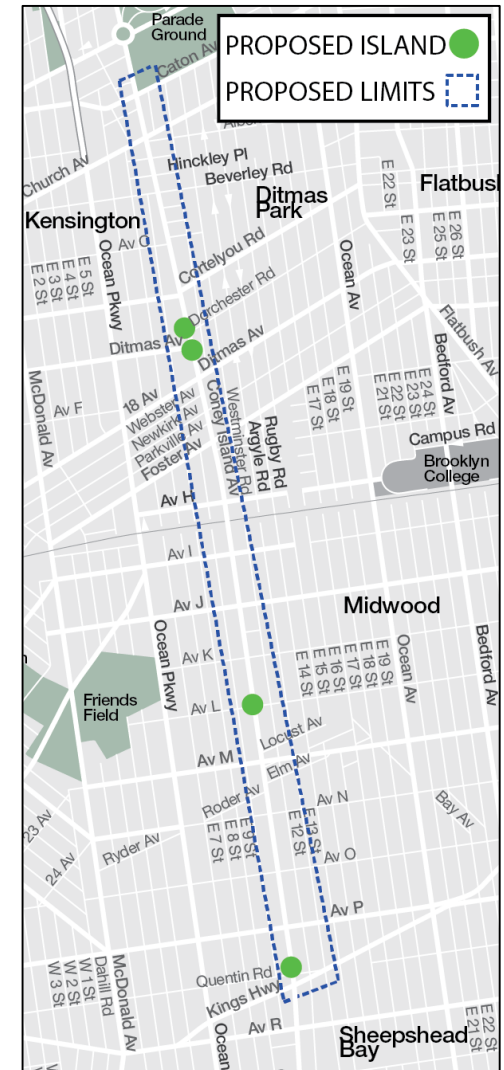 Parade
Ground
PROPOSED ISLAND
PROPOSED LIMITS
Caton Av
Church Av
Hinckley Pl
Beverley Rd
E 22 St
Flatbus
Ditmas
Park
Kensington
E 23 St
E 25 St
E 26 St
Av C
Cortelyou Rd
Ocean Pkwy
Ocean Av
E 2 St
E 3 St
E 4 St
E 5 St
Dorchester Rd
Flatbush Av
Ditmas Av
Ditmas Av
Bedford Av
McDonald Av
Av F
18 Av
Webster Av
Newkirk Av
Parkville Av
Foster Av
Coney Island Av
Westminster Rd
Argyle Rd
Rugby Rd
E 17 St
E 18 St
E 19 St
E 21 St
E 22 St
E 23 St
E 24 St
Campus Rd
Brooklyn
College
Av H
Av I
Av J
Midwood
Ocean Pkwy
Av K
E 14 St
E 15 St
E 16 St
E 17 St
E 18 St
E 19 St
Ocean Av
Bedford Av
Friends
Field
Av L
Locust Av
Av M
Elm Av
Roder Av
Av N
Bay Av
23 Av
24 Av
Ryder Av
E 7 St
E 8 St
E 9 St
E 12 St
E 13 St
Av O
Av P
W 3 St
W 2 St
W 1 St
Dahill Rd
McDonald Av
Quentin Rd
Kings Hwy
Av R
Ocean
Sheepshead
Bay
E 21 St
E 22 St